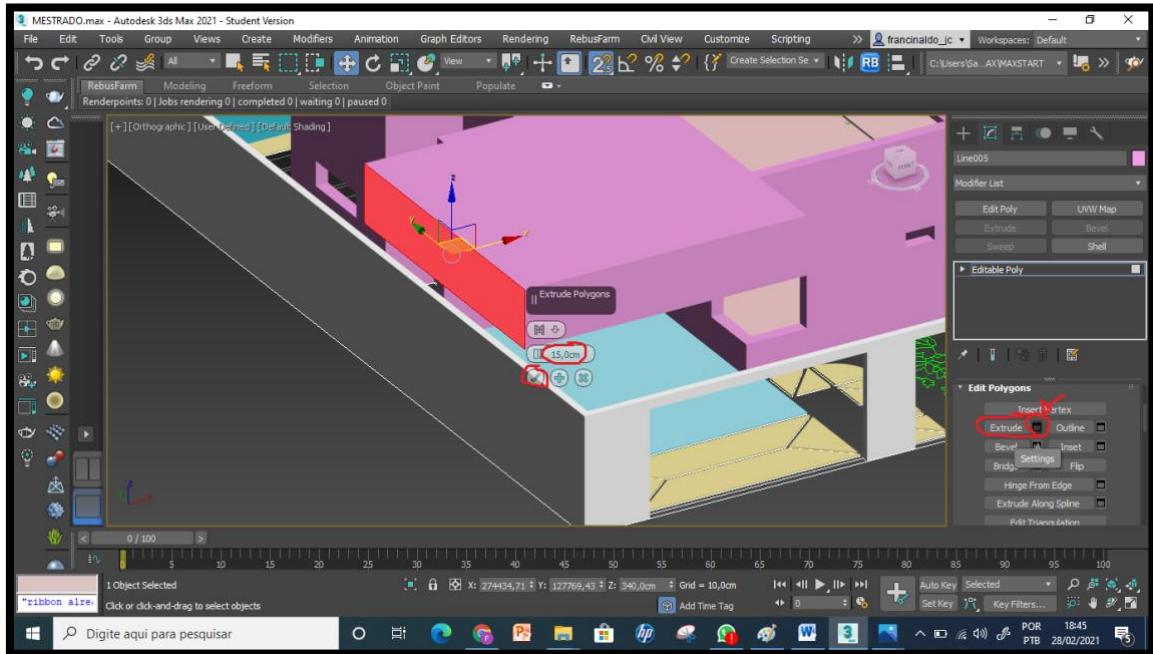 MESTRADO.max - Autodesk 3ds Max 2021 - Student Version
File Edit Tools Group Views Create Modifiers Animation Graph Editors Rendering RebusFarm Civil View Customize Scripting francinaldo_jc Workspaces: Default
All View Create Selection Se RB C:\Users\Sa...AX\MAXSTART
RebusFarm Modeling Freeform Selection Object Paint Populate
Renderpoints: 0 | Jobs rendering 0 | completed 0 | waiting 0 | paused 0
[+] [Orthographic] [User Defined] [Default Shading]
Line005
Modifier List
Edit Poly UVW Map
Extrude Bevel
Sweep Shell
Editable Poly
Extrude Polygons
15,0cm
Edit Polygons
Insert Vertex
Extrude Outline
Bevel Inset
Settings
Flip
Hinge From Edge
Extrude Along Spline
Edit Triangulation
0 / 100
0 5 10 15 20 25 30 35 40 45 50 55 60 65 70 75 80 85 90 95 100
1 Object Selected X: 274434,71 Y: 127769,43 Z: 340,0cm Grid = 10,0cm Auto Key Selected
"ribbon alre Click or click-and-drag to select objects Add Time Tag 0 Set Key Key Filters...
Digite aqui para pesquisar
POR 18:45
PTB 28/02/2021